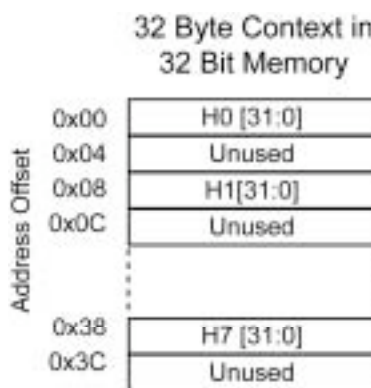 32 Byte Context in
32 Bit Memory
Address Offset
0x00 H0 [31:0]
0x04 Unused
0x08 H1[31:0]
0x0C Unused
0x38 H7 [31:0]
0x3C Unused